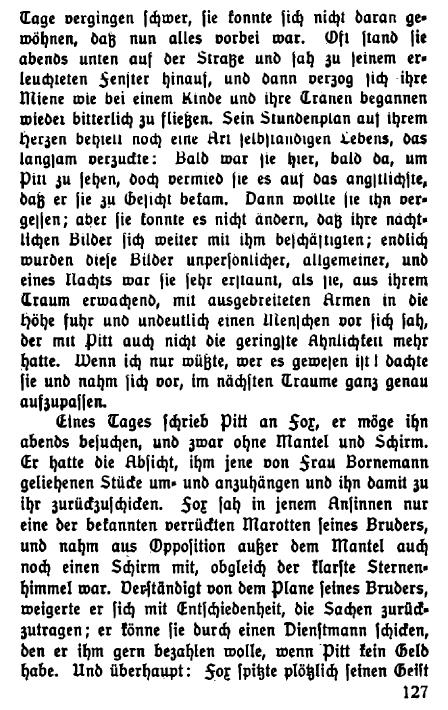 Tage vergingen schwer, sie konnte sich nicht daran ge-
wöhnen, daß nun alles vorbei war. Oft stand sie
abends unten auf der Straße und sah zu seinem er-
leuchteten Fenster hinauf, und dann verzog sich ihre
Miene wie bei einem Kinde und ihre Tränen begannen
wieder bitterlich zu fließen. Sein Stundenplan auf ihrem
Herzen behielt noch eine Art selbständigen Lebens, das
langsam verzuckte: Bald war sie hier, bald da, um
Pitt zu sehen, doch vermied sie es auf das ängstlichste,
daß er sie zu Gesicht bekam. Dann wollte sie ihn ver-
gessen; aber sie konnte es nicht ändern, daß ihre nächt-
lichen Bilder sich weiter mit ihm beschäftigten; endlich
wurden diese Bilder unpersönlicher, allgemeiner, und
eines Nachts war sie sehr erstaunt, als sie, aus ihrem
Traum erwachend, mit ausgebreiteten Armen in die
Höhe fuhr und undeutlich einen Menschen vor sich sah,
der mit Pitt auch nicht die geringste Ähnlichkeit mehr
hatte. Wenn ich nur wüßte, wer es gewesen ist! dachte
sie und nahm sich vor, im nächsten Traume ganz genau
aufzupassen.
Eines Tages schrieb Pitt an Fox, er möge ihn
abends besuchen, und zwar ohne Mantel und Schirm.
Er hatte die Absicht, ihm jene von Frau Bornemann
geliehenen Stücke um- und anzuhängen und ihn damit zu
ihr zurückzuschicken. Fox sah in jenem Ansinnen nur
eine der bekannten verrückten Marotten seines Bruders,
und nahm aus Opposition außer dem Mantel auch
noch einen Schirm mit, obgleich der klarste Sternen-
himmel war. Verständigt von dem Plane seines Bruders,
weigerte er sich mit Entschiedenheit, die Sachen zurück-
zutragen; er könne sie durch einen Dienstmann schicken,
den er ihm gern bezahlen wolle, wenn Pitt kein Geld
habe. Und überhaupt: Fox spitzte plötzlich seinen Geist
127